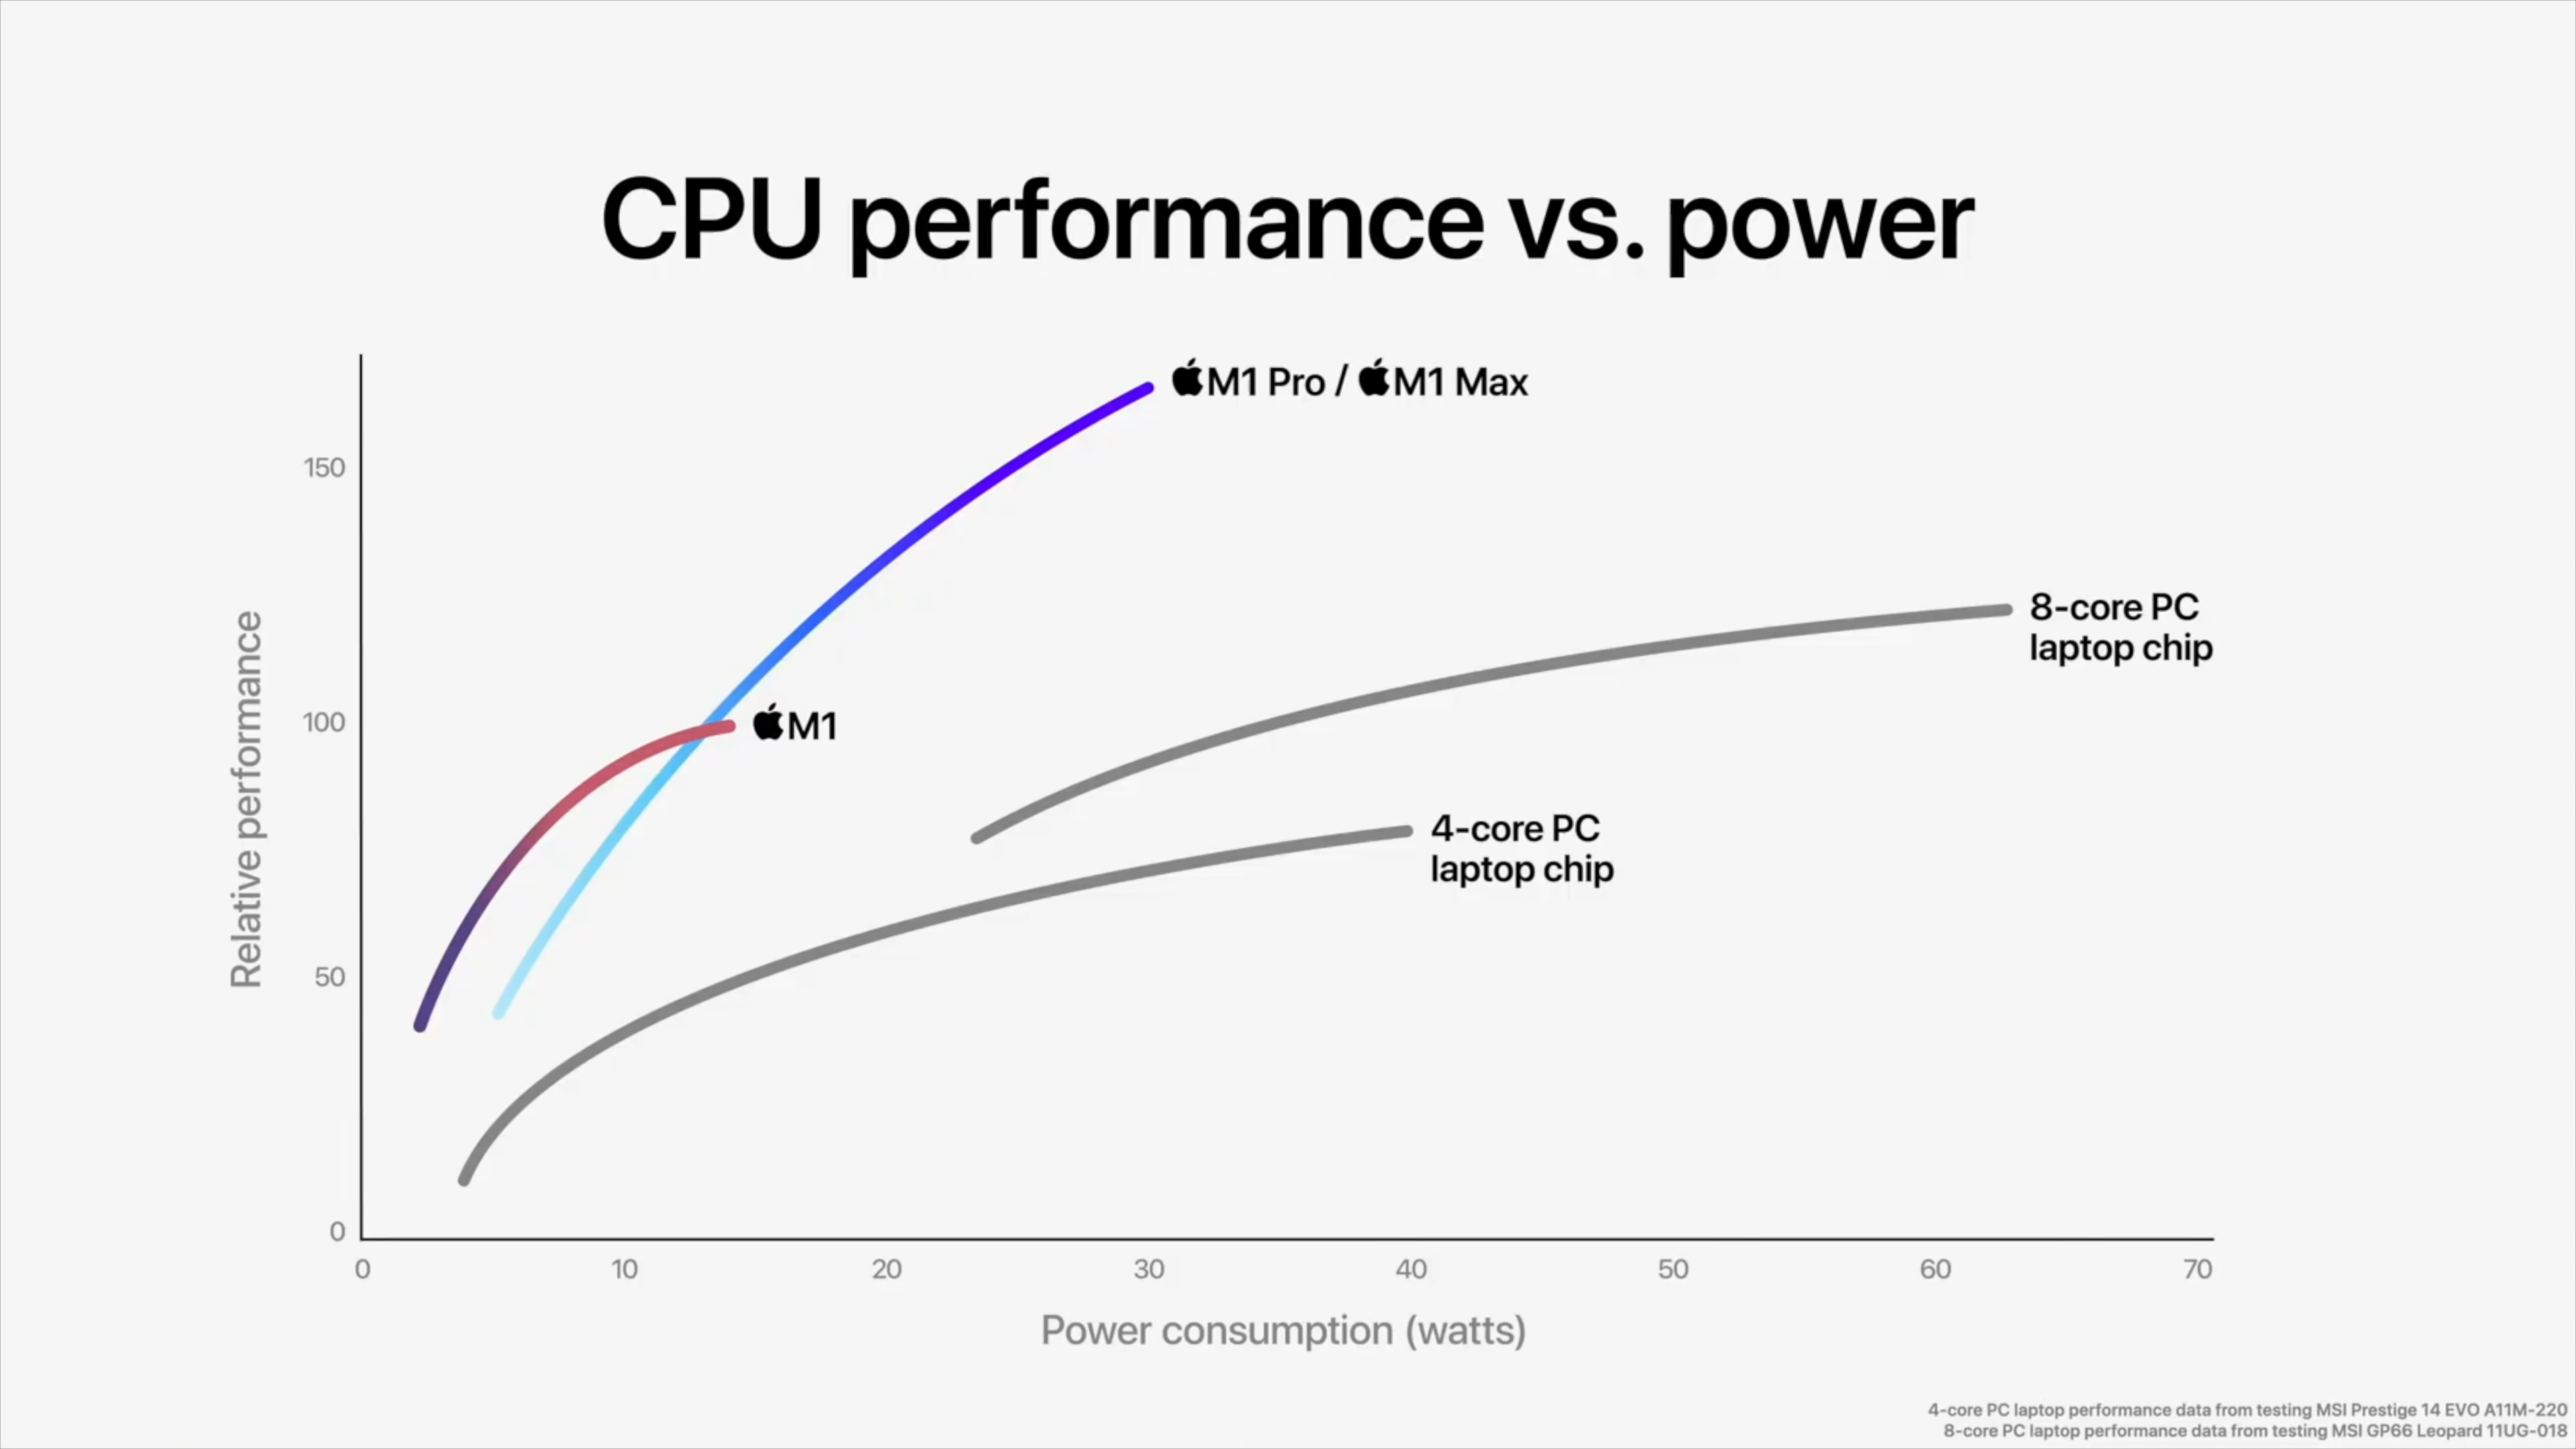 CPU performance vs. power
M1 Pro / M1 Max
150
8-core PC
laptop chip
Relative performance
100
M1
4-core PC
laptop chip
50
0
0 10 20 30 40 50 60 70
Power consumption (watts)
4-core PC laptop performance data from testing MSI Prestige 14 EVO A11M-220
8-core PC laptop performance data from testing MSI GP66 Leopard 11UG-018